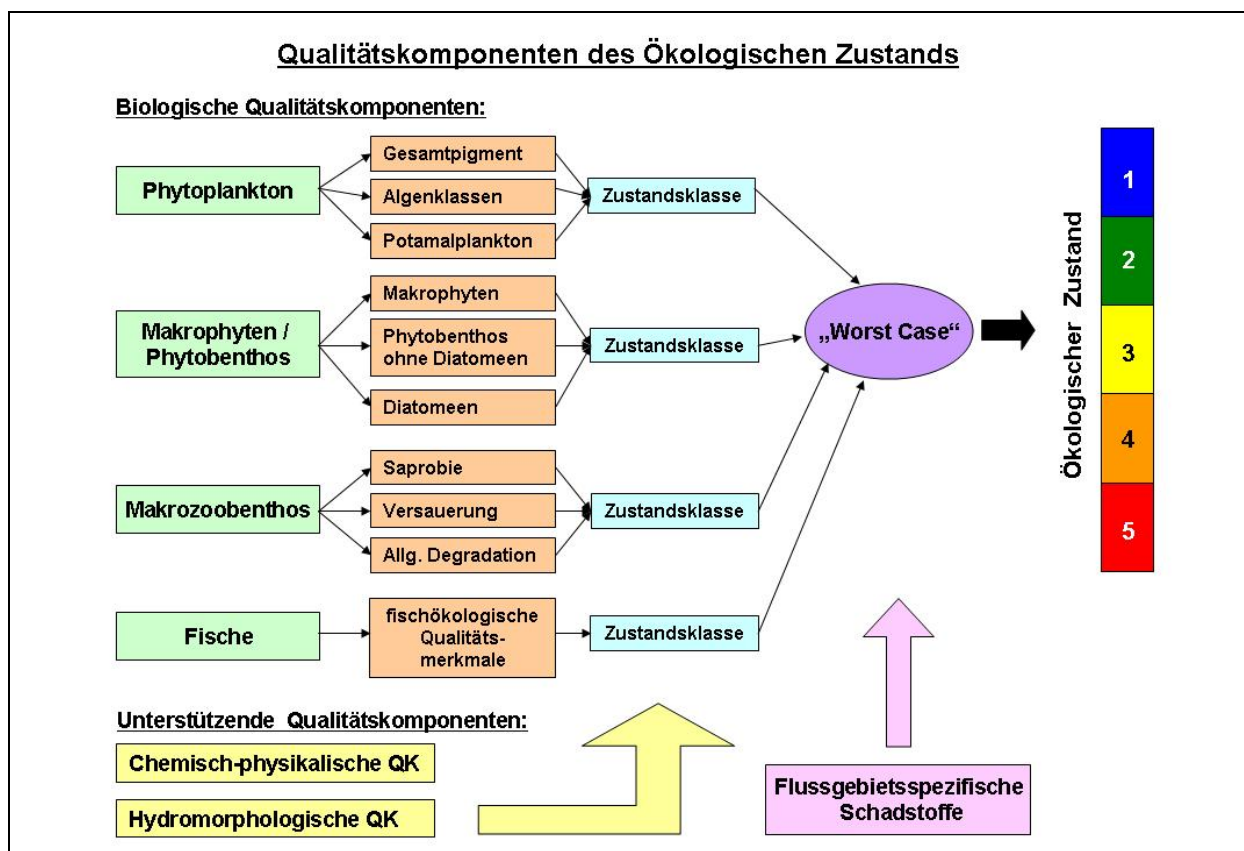 Qualitätskomponenten des Ökologischen Zustands
Biologische Qualitätskomponenten:
Phytoplankton
Gesamtpigment
Algenklassen
Potamalplankton
Zustandsklasse
Makrophyten /
Phytobenthos
Makrophyten
Phytobenthos
ohne Diatomeen
Diatomeen
Zustandsklasse
Makrozoobenthos
Saprobie
Versauerung
Allg. Degradation
Zustandsklasse
Fische
fischökologische
Qualitäts-
merkmale
Zustandsklasse
„Worst Case“
Ökologischer Zustand
1
2
3
4
5
Unterstützende Qualitätskomponenten:
Chemisch-physikalische QK
Hydromorphologische QK
Flussgebietsspezifische
Schadstoffe